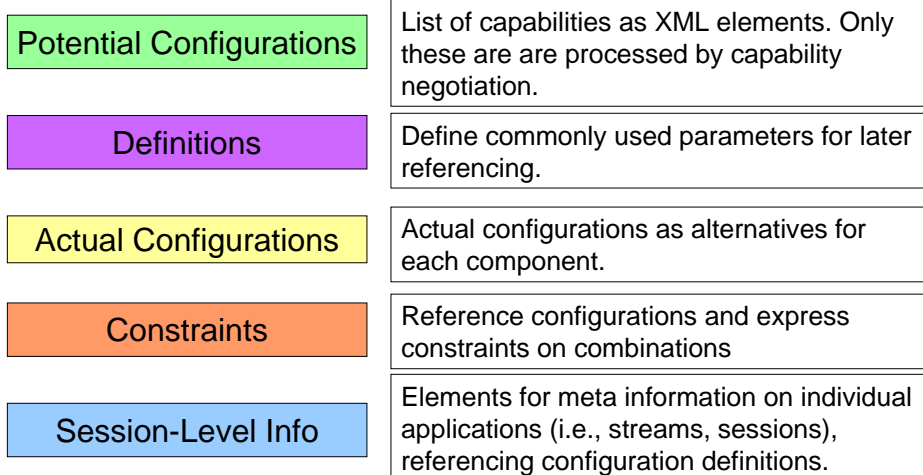 Potential Configurations
List of capabilities as XML elements. Only
these are are processed by capability
negotiation.
Definitions
Define commonly used parameters for later
referencing.
Actual Configurations
Actual configurations as alternatives for
each component.
Constraints
Reference configurations and express
constraints on combinations
Session-Level Info
Elements for meta information on individual
applications (i.e., streams, sessions),
referencing configuration definitions.